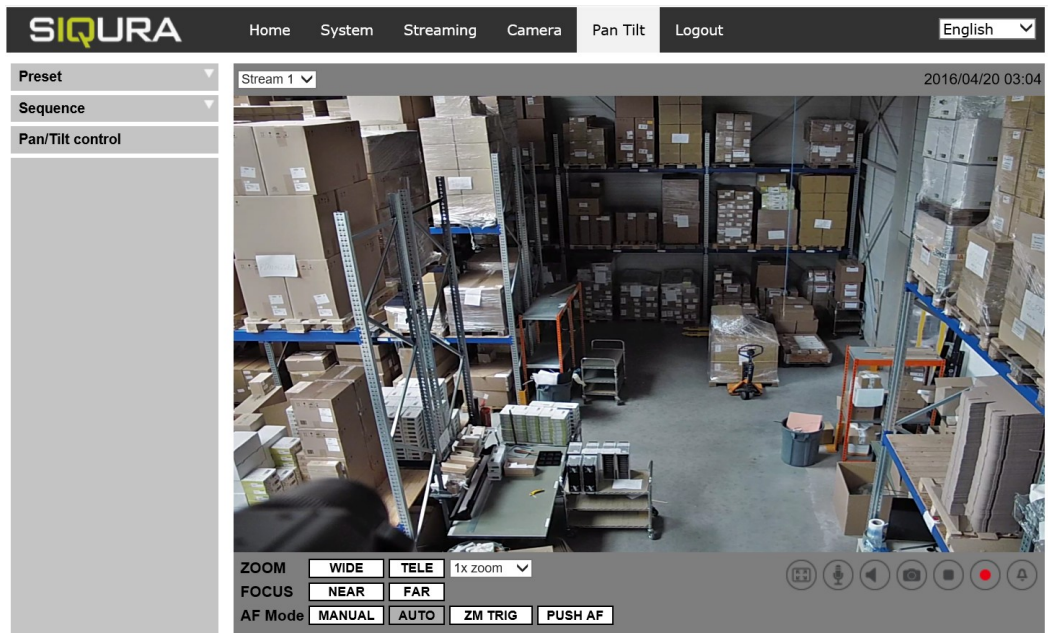 SIQURA
Home System Streaming Camera Pan Tilt Logout English
Preset
Sequence
Pan/Tilt control
Stream 1 2016/04/20 03:04
ZOOM WIDE TELE 1x zoom
FOCUS NEAR FAR
AF Mode MANUAL AUTO ZM TRIG PUSH AF